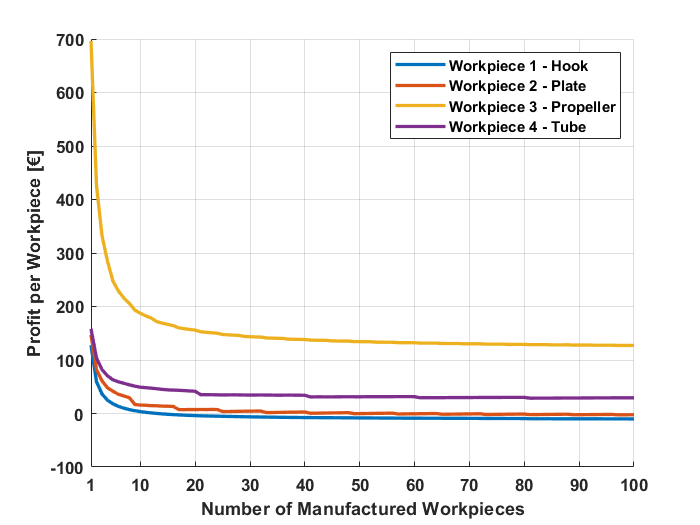 700
600
500
400
300
200
100
0
-100
Profit per Workpiece [€]
Workpiece 1 - Hook
Workpiece 2 - Plate
Workpiece 3 - Propeller
Workpiece 4 - Tube
1 10 20 30 40 50 60 70 80 90 100
Number of Manufactured Workpieces